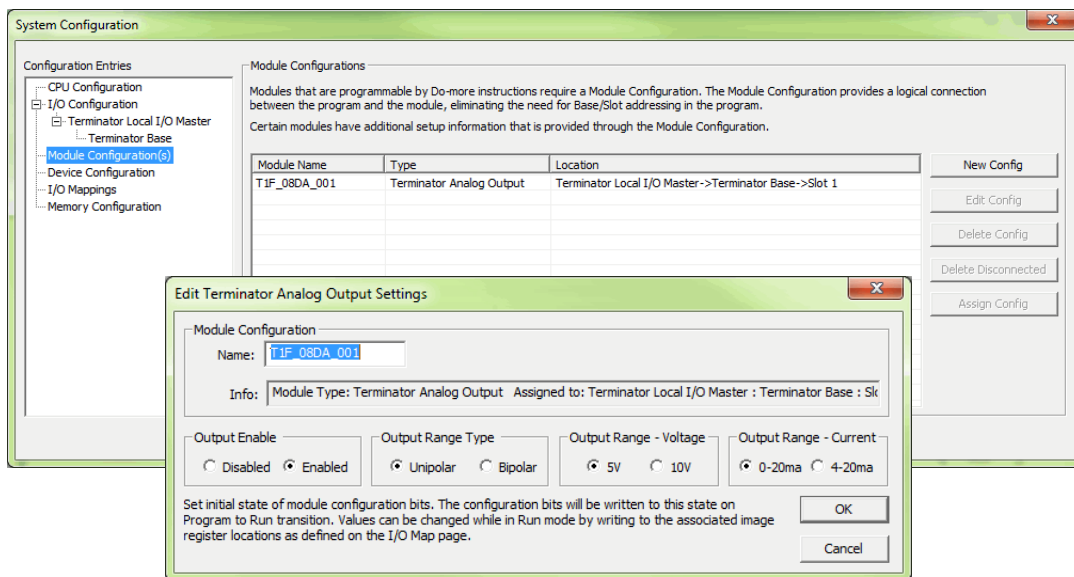 System Configuration
Configuration Entries
CPU Configuration
I/O Configuration
Terminator Local I/O Master
Terminator Base
Module Configuration(s)
Device Configuration
I/O Mappings
Memory Configuration
Module Configurations
Modules that are programmable by Do-more instructions require a Module Configuration. The Module Configuration provides a logical connection
between the program and the module, eliminating the need for Base/Slot addressing in the program.
Certain modules have additional setup information that is provided through the Module Configuration.
Module Name Type Location
T1F_08DA_001 Terminator Analog Output Terminator Local I/O Master->Terminator Base->Slot 1
New Config
Edit Config
Delete Config
Delete Disconnected
Assign Config
Edit Terminator Analog Output Settings
Module Configuration
Name: T1F_08DA_001
Info: Module Type: Terminator Analog Output Assigned to: Terminator Local I/O Master : Terminator Base :
Output Enable Output Range Type Output Range - Voltage Output Range - Current
Disabled Enabled Unipolar Bipolar 5V 10V 0-20ma 4-20ma
Set initial state of module configuration bits. The configuration bits will be written to this state on
Program to Run transition. Values can be changed while in Run mode by writing to the associated image
register locations as defined on the I/O Map page.
OK
Cancel